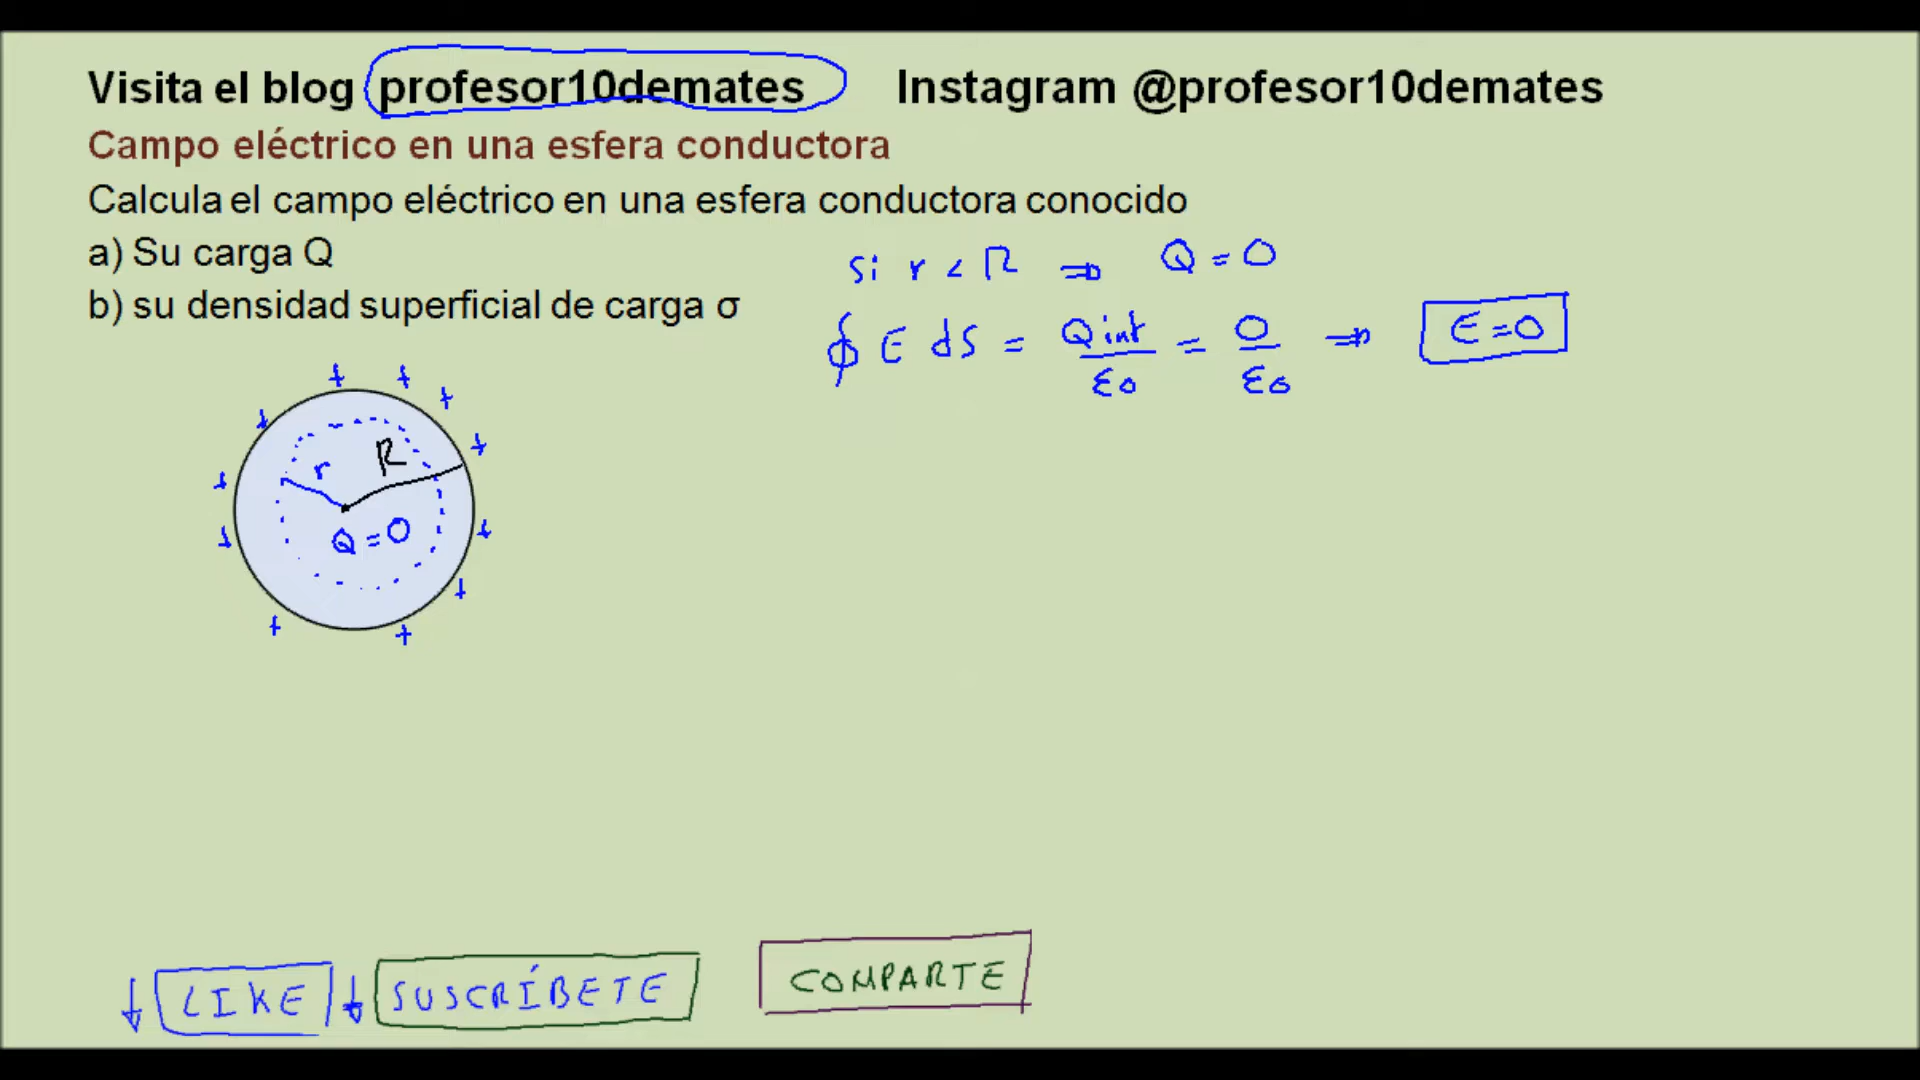 Visita el blog profesor10demates Instagram @profesor10demates
Campo eléctrico en una esfera conductora
Calcula el campo eléctrico en una esfera conductora conocido
a) Su carga Q
b) su densidad superficial de carga σ
si r < R ⇒ Q = 0
∮ E dS = Qint/ε0 = 0/ε0 ⇒ E = 0
+ + +
+ +
R
r
+ +
Q = 0
+ +
+ +
LIKE SUSCRÍBETE COMPARTE